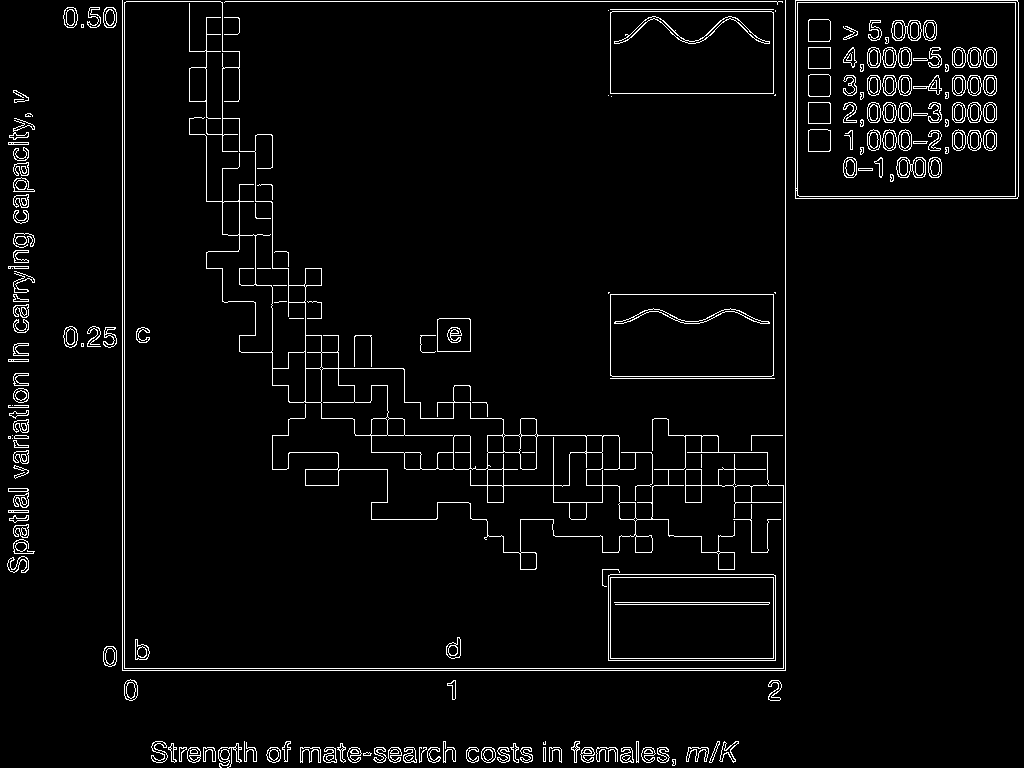 0.50
> 5,000
4,000–5,000
3,000–4,000
2,000–3,000
1,000–2,000
0–1,000
Spatial variation in carrying capacity, v
0.25
c
e
0
b
d
0
1
2
Strength of mate-search costs in females, m/K